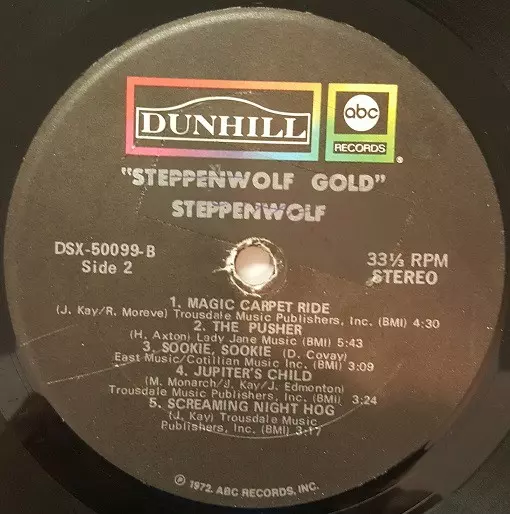 DUNHILL
abc
RECORDS
®
"STEPPENWOLF GOLD"
STEPPENWOLF
DSX-50099-B
Side 2
33⅓ RPM
STEREO
1. MAGIC CARPET RIDE
(J. Kay/R. Moreve) Trousdale Music Publishers, Inc. (BMI) 4:30
2. THE PUSHER
(H. Axton) Lady Jane Music (BMI) 5:43
3. SOOKIE, SOOKIE (D. Covay)
East Music/Cotillian Music Inc. (BMI) 3:09
4. JUPITER'S CHILD
(M. Monarch/J. Kay/J. Edmonton)
Trousdale Music Publishers, Inc. (BMI) 3:24
5. SCREAMING NIGHT HOG
(J. Kay) Trousdale Music
Publishers, Inc. (BMI) 3:17
℗ 1972. ABC RECORDS, INC.